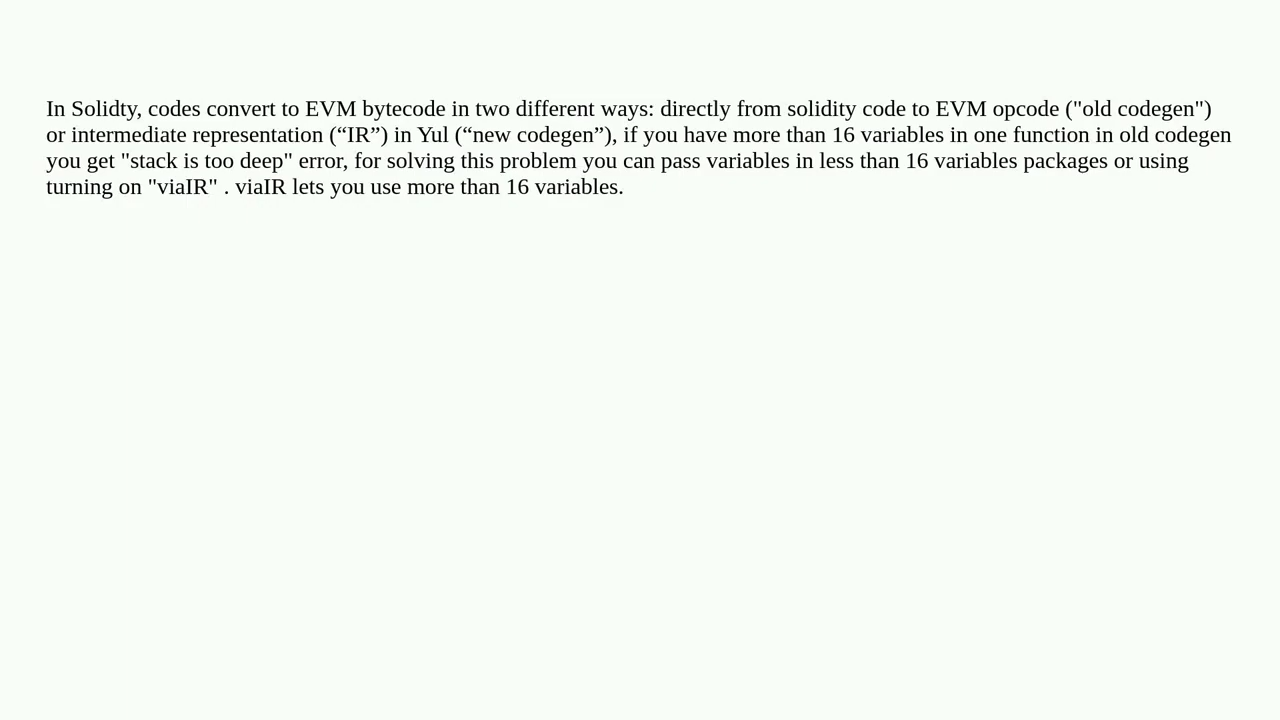 In Solidty, codes convert to EVM bytecode in two different ways: directly from solidity code to EVM opcode ("old codegen")
or intermediate representation (“IR”) in Yul (“new codegen”), if you have more than 16 variables in one function in old codegen
you get "stack is too deep" error, for solving this problem you can pass variables in less than 16 variables packages or using
turning on "viaIR" . viaIR lets you use more than 16 variables.